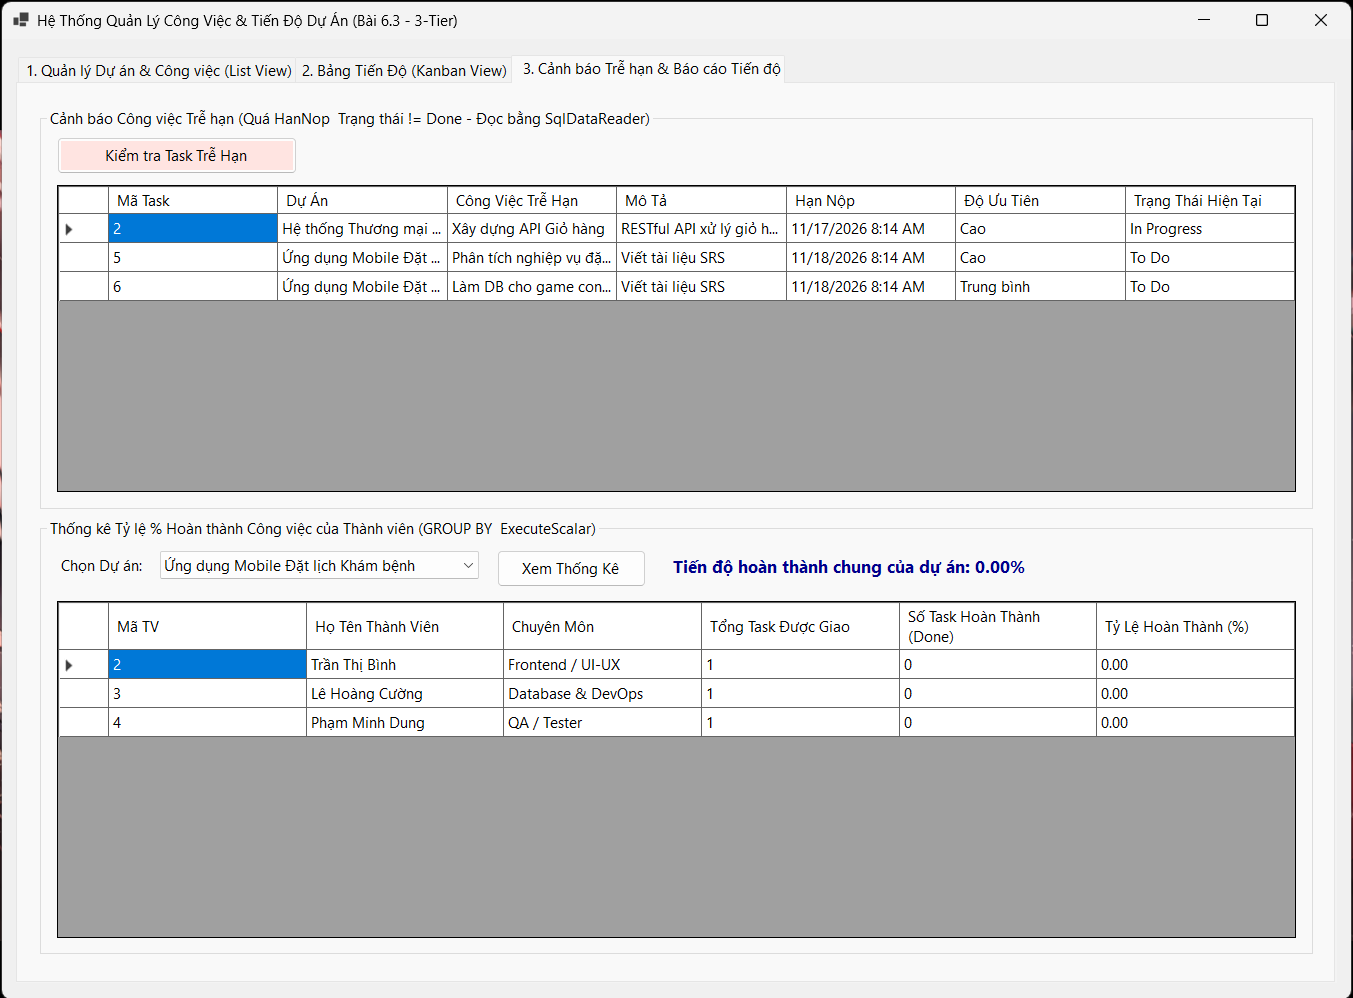 Hệ Thống Quản Lý Công Việc & Tiến Độ Dự Án (Bài 6.3 - 3-Tier)
1. Quản lý Dự án & Công việc (List View) 2. Bảng Tiến Độ (Kanban View) 3. Cảnh báo Trễ hạn & Báo cáo Tiến độ
Cảnh báo Công việc Trễ hạn (Quá HanNop  Trạng thái != Done - Đọc bằng SqlDataReader)
Kiểm tra Task Trễ Hạn
Mã Task Dự Án Công Việc Trễ Hạn Mô Tả Hạn Nộp Độ Ưu Tiên Trạng Thái Hiện Tại
2 Hệ thống Thương mại ... Xây dựng API Giỏ hàng RESTful API xử lý giỏ h... 11/17/2026 8:14 AM Cao In Progress
5 Ứng dụng Mobile Đặt ... Phân tích nghiệp vụ đặ... Viết tài liệu SRS 11/18/2026 8:14 AM Cao To Do
6 Ứng dụng Mobile Đặt ... Làm DB cho game con... Viết tài liệu SRS 11/18/2026 8:14 AM Trung bình To Do
Thống kê Tỷ lệ % Hoàn thành Công việc của Thành viên (GROUP BY  ExecuteScalar)
Chọn Dự án: Ứng dụng Mobile Đặt lịch Khám bệnh Xem Thống Kê Tiến độ hoàn thành chung của dự án: 0.00%
Mã TV Họ Tên Thành Viên Chuyên Môn Tổng Task Được Giao Số Task Hoàn Thành (Done) Tỷ Lệ Hoàn Thành (%)
2 Trần Thị Bình Frontend / UI-UX 1 0 0.00
3 Lê Hoàng Cường Database & DevOps 1 0 0.00
4 Phạm Minh Dung QA / Tester 1 0 0.00